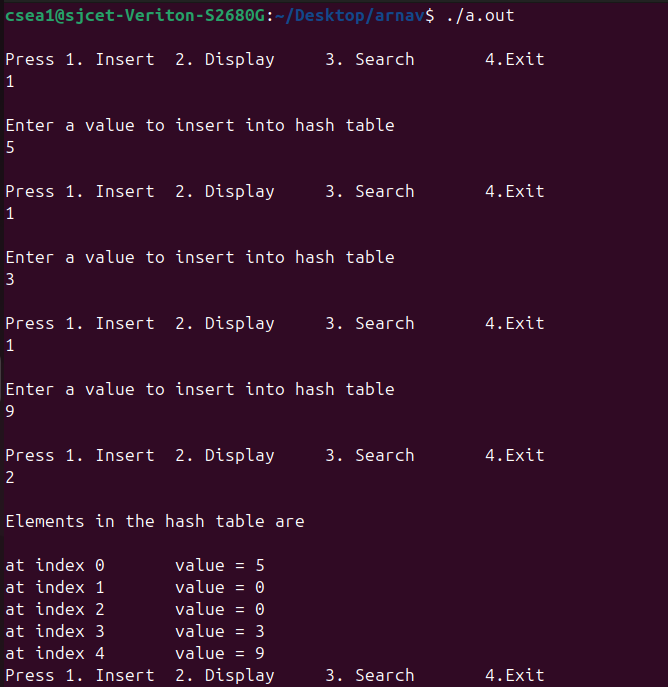 csea1@sjcet-Veriton-S2680G:~/Desktop/arnav$ ./a.out
Press 1. Insert  2. Display     3. Search       4.Exit
1
Enter a value to insert into hash table
5
Press 1. Insert  2. Display     3. Search       4.Exit
1
Enter a value to insert into hash table
3
Press 1. Insert  2. Display     3. Search       4.Exit
1
Enter a value to insert into hash table
9
Press 1. Insert  2. Display     3. Search       4.Exit
2
Elements in the hash table are
at index 0       value = 5
at index 1       value = 0
at index 2       value = 0
at index 3       value = 3
at index 4       value = 9
Press 1. Insert  2. Display     3. Search       4.Exit